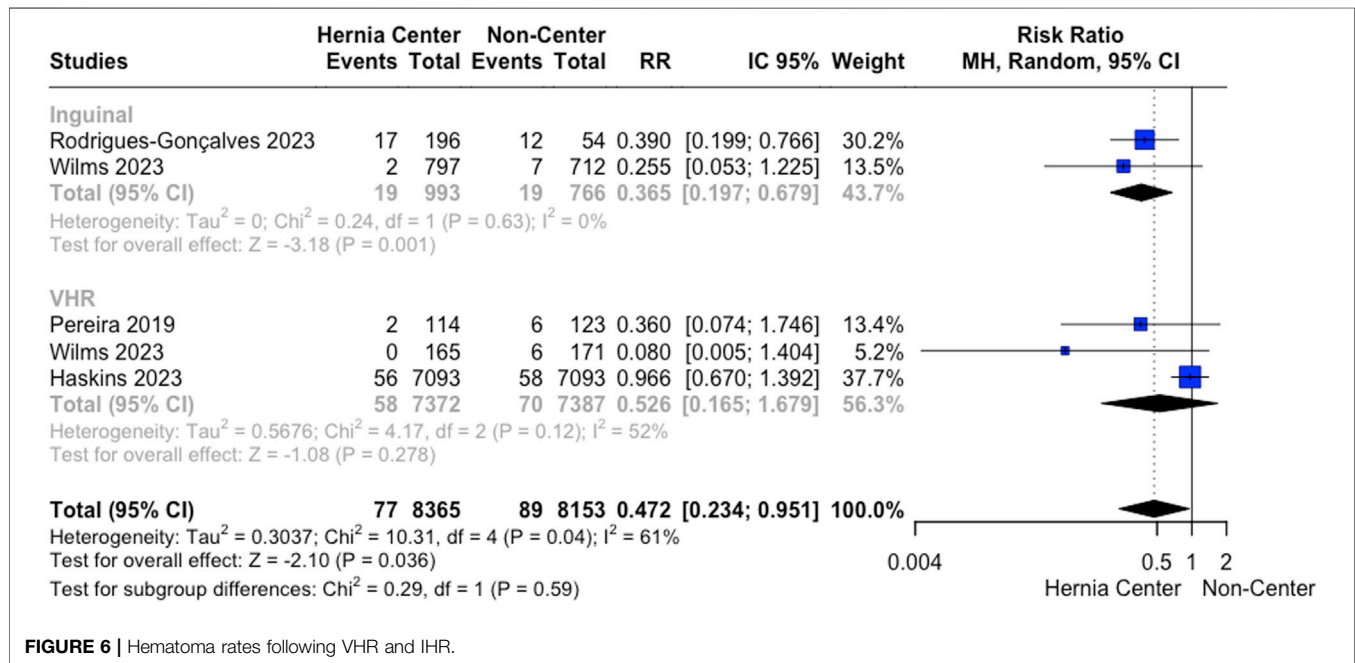 Hernia Center Non-Center Risk Ratio
Studies Events Total Events Total RR IC 95% Weight MH, Random, 95% CI
Inguinal
Rodrigues-Gonçalves 2023 17 196 12 54 0.390 [0.199; 0.766] 30.2%
Wilms 2023 2 797 7 712 0.255 [0.053; 1.225] 13.5%
Total (95% CI) 19 993 19 766 0.365 [0.197; 0.679] 43.7%
Heterogeneity: Tau² = 0; Chi² = 0.24, df = 1 (P = 0.63); I² = 0%
Test for overall effect: Z = -3.18 (P = 0.001)
VHR
Pereira 2019 2 114 6 123 0.360 [0.074; 1.746] 13.4%
Wilms 2023 0 165 6 171 0.080 [0.005; 1.404] 5.2%
Haskins 2023 56 7093 58 7093 0.966 [0.670; 1.392] 37.7%
Total (95% CI) 58 7372 70 7387 0.526 [0.165; 1.679] 56.3%
Heterogeneity: Tau² = 0.5676; Chi² = 4.17, df = 2 (P = 0.12); I² = 52%
Test for overall effect: Z = -1.08 (P = 0.278)
Total (95% CI) 77 8365 89 8153 0.472 [0.234; 0.951] 100.0%
Heterogeneity: Tau² = 0.3037; Chi² = 10.31, df = 4 (P = 0.04); I² = 61%
Test for overall effect: Z = -2.10 (P = 0.036) 0.004 0.5 1 2
Test for subgroup differences: Chi² = 0.29, df = 1 (P = 0.59) Hernia Center Non-Center
FIGURE 6 | Hematoma rates following VHR and IHR.